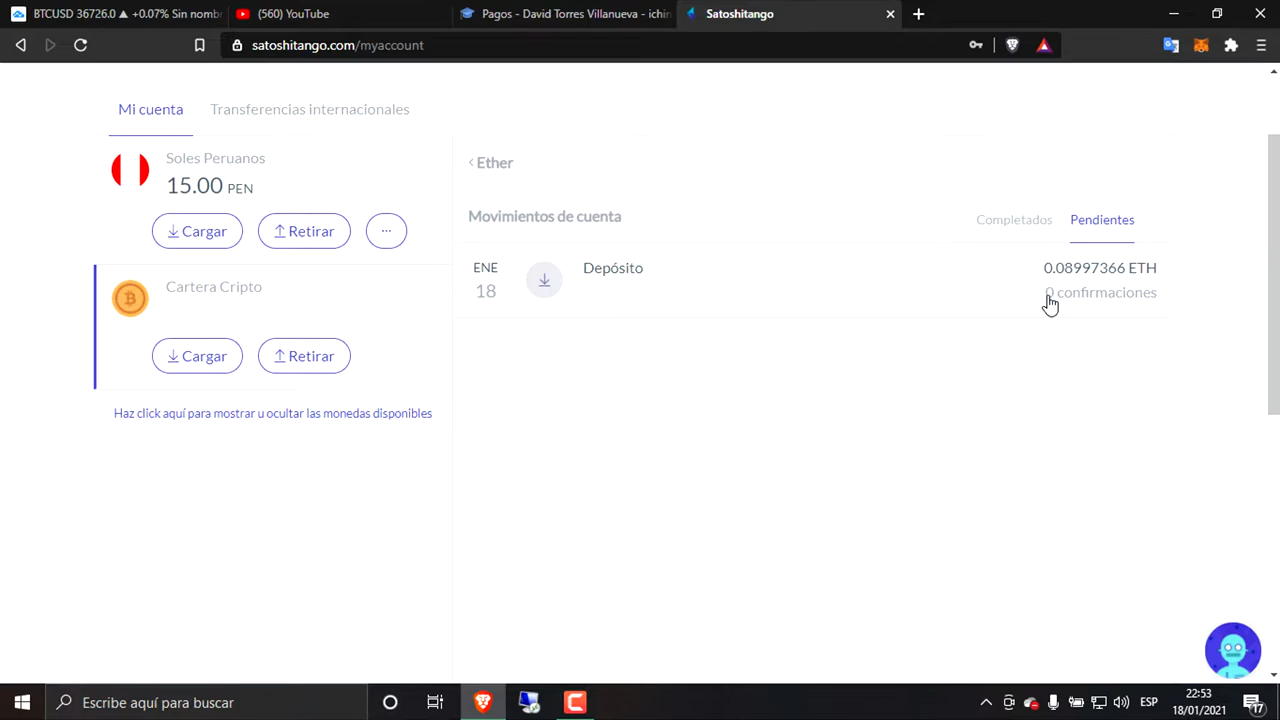 BTCUSD 36726.0 ▲ +0.07% Sin nombr
(560) YouTube
Pagos - David Torres Villanueva - ichin
Satoshitango
satoshitango.com/myaccount
Mi cuenta
Transferencias internacionales
Soles Peruanos
15.00 PEN
Cargar
Retirar
...
Cartera Cripto
Cargar
Retirar
Haz click aquí para mostrar u ocultar las monedas disponibles
‹ Ether
Movimientos de cuenta
Completados
Pendientes
ENE
18
Depósito
0.08997366 ETH
0 confirmaciones
Escribe aquí para buscar
ESP
22:53
18/01/2021
17